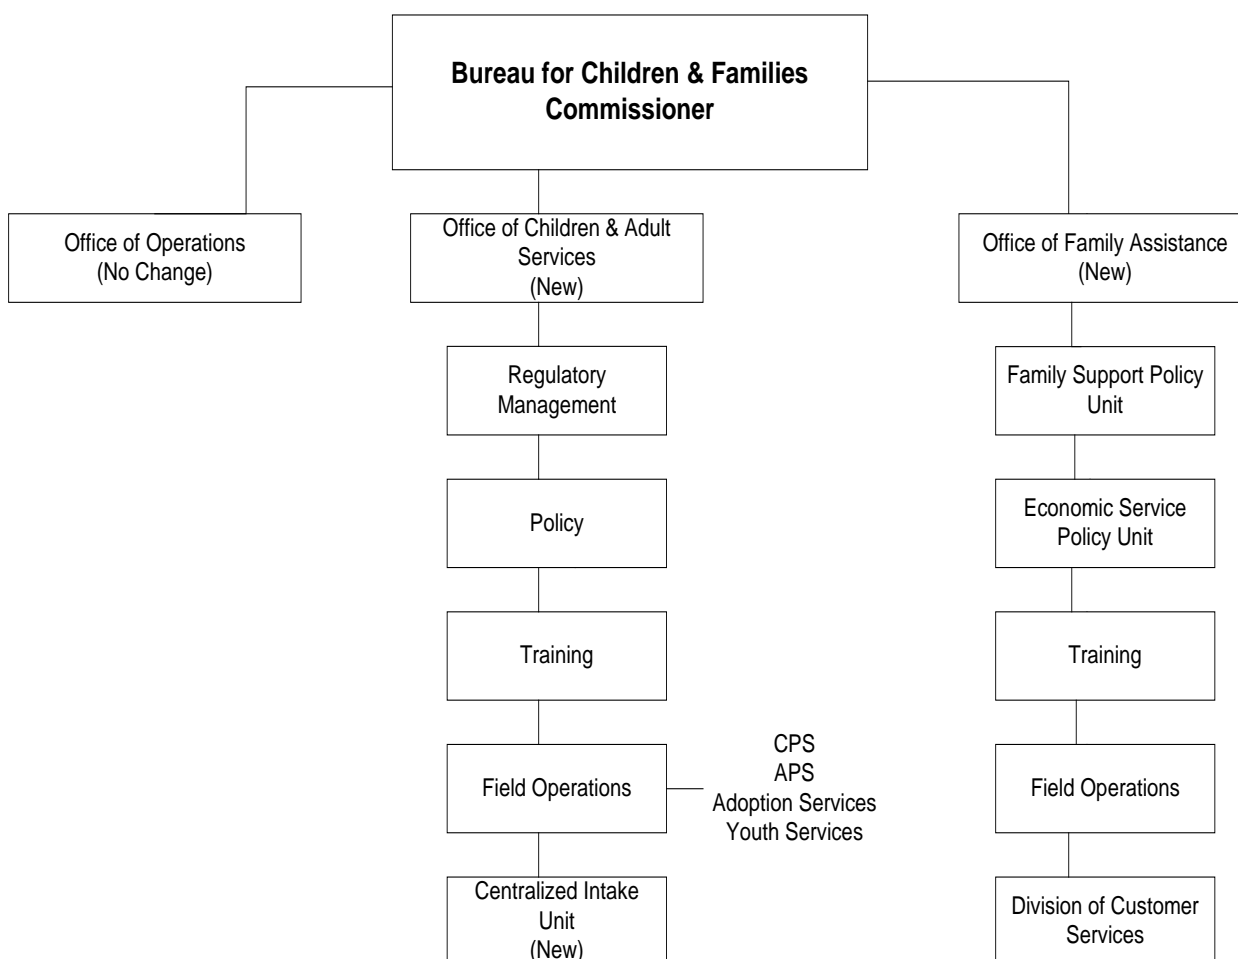 Bureau for Children & Families
Commissioner
Office of Operations
(No Change)
Office of Children & Adult
Services
(New)
Office of Family Assistance
(New)
Regulatory
Management
Family Support Policy
Unit
Policy
Economic Service
Policy Unit
Training
Training
Field Operations
CPS
APS
Adoption Services
Youth Services
Field Operations
Centralized Intake
Unit
(New)
Division of Customer
Services